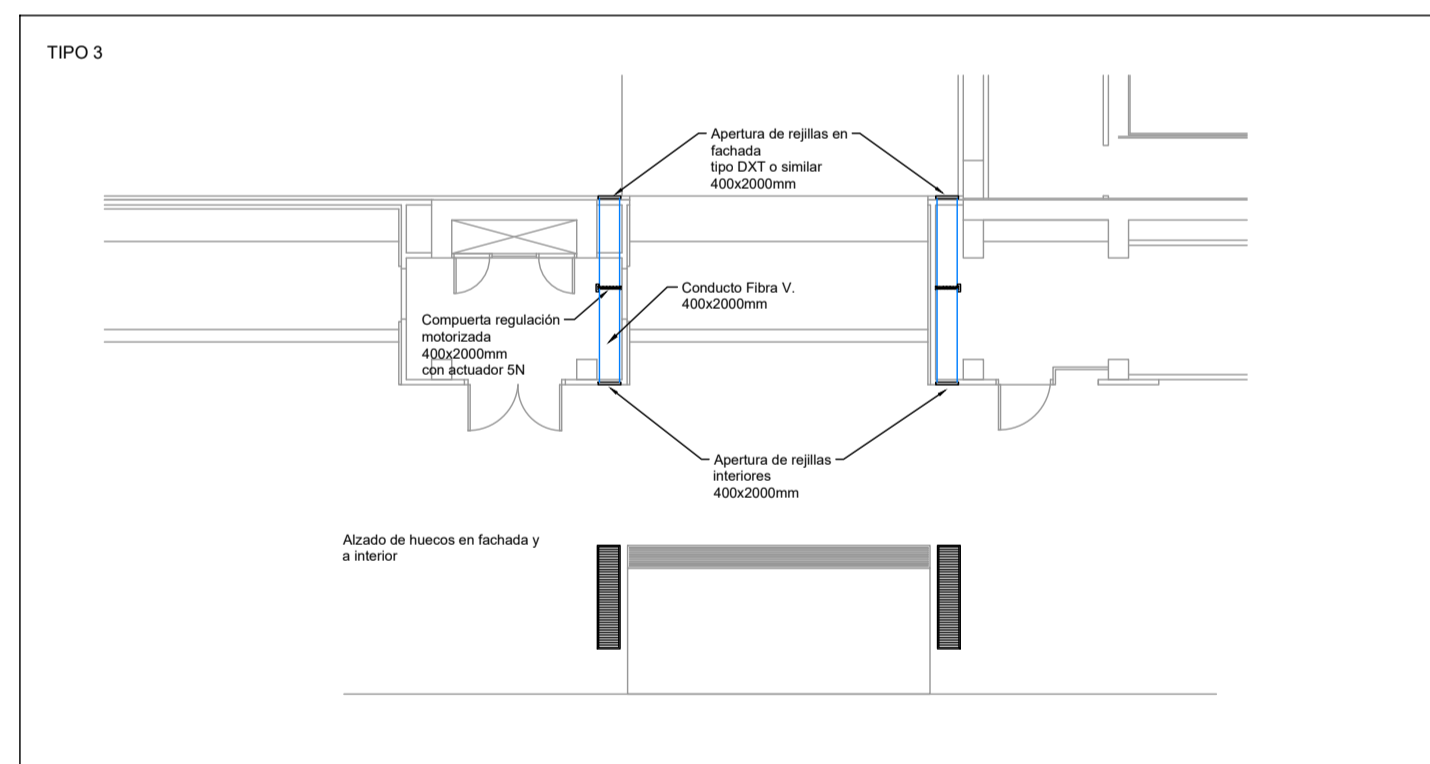 TIPO 3
Apertura de rejillas en
fachada
tipo DXT o similar
400x2000mm
Conducto Fibra V.
400x2000mm
Compuerta regulación
motorizada
400x2000mm
con actuador 5N
Apertura de rejillas
interiores
400x2000mm
Alzado de huecos en fachada y
a interior